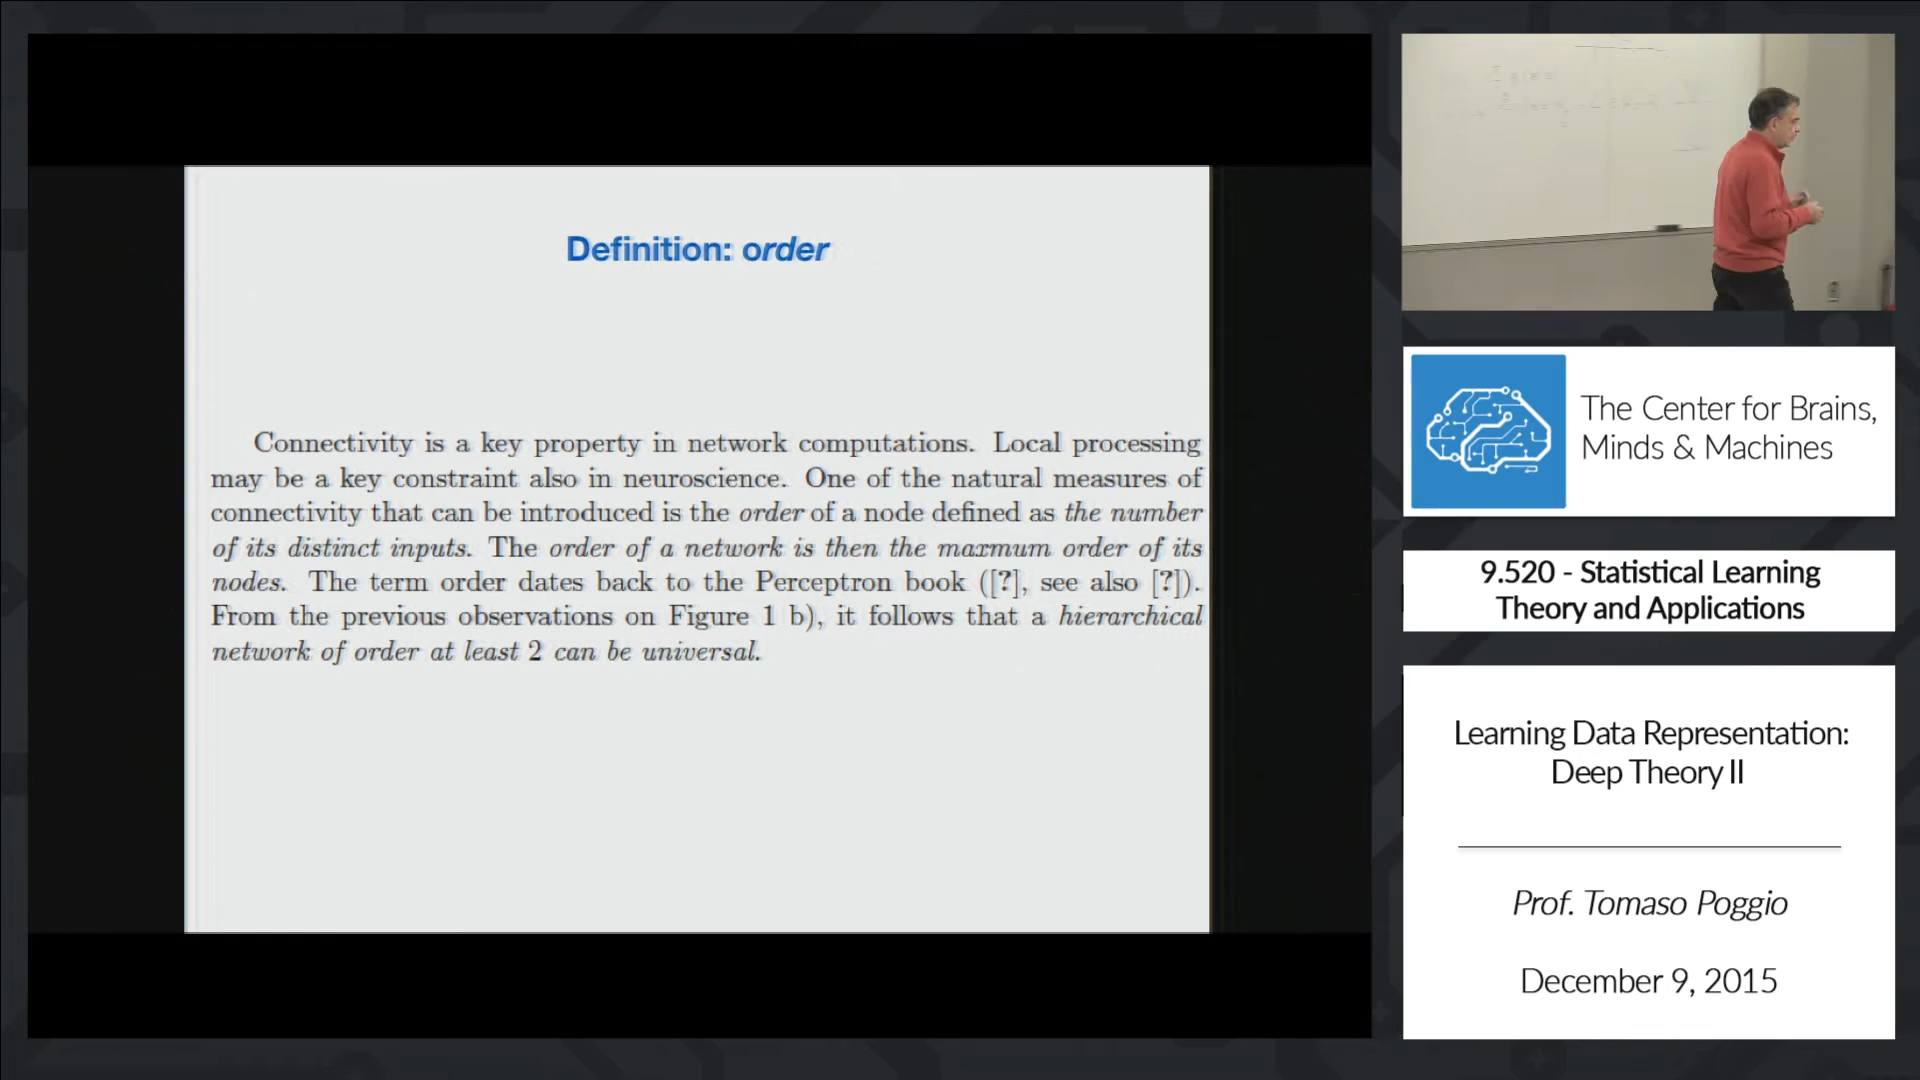 Definition: order
Connectivity is a key property in network computations. Local processing
may be a key constraint also in neuroscience. One of the natural measures of
connectivity that can be introduced is the order of a node defined as the number
of its distinct inputs. The order of a network is then the maxmum order of its
nodes. The term order dates back to the Perceptron book ([?], see also [?]).
From the previous observations on Figure 1 b), it follows that a hierarchical
network of order at least 2 can be universal.
The Center for Brains,
Minds & Machines
9.520 - Statistical Learning
Theory and Applications
Learning Data Representation:
Deep Theory II
Prof. Tomaso Poggio
December 9, 2015